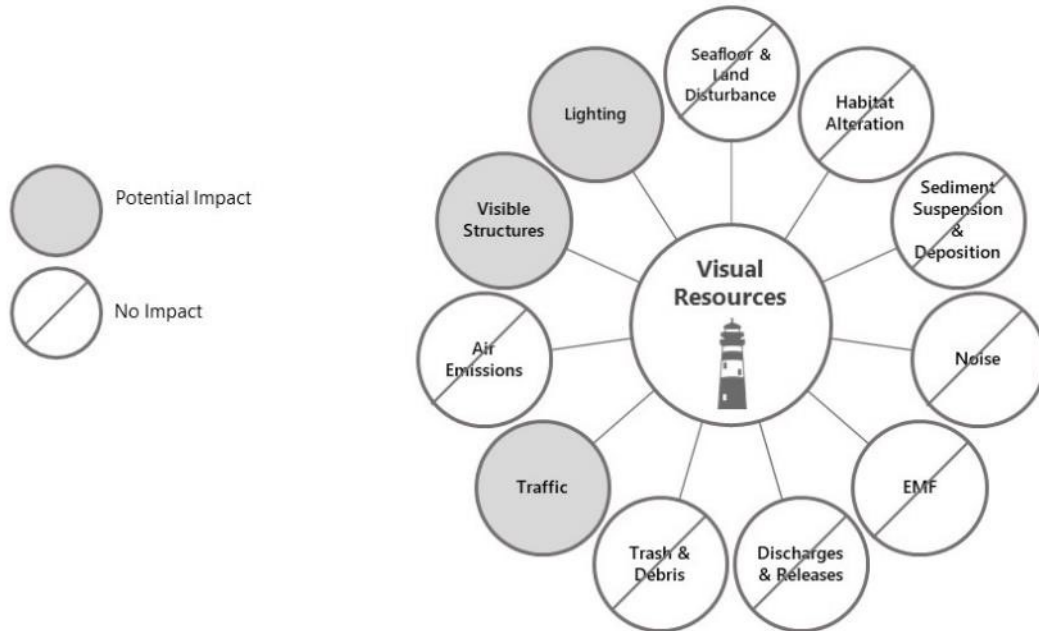 Potential Impact
No Impact
Visual
Resources
Seafloor &
Land
Disturbance
Habitat
Alteration
Sediment
Suspension
&
Deposition
Noise
EMF
Discharges
& Releases
Trash &
Debris
Traffic
Air
Emissions
Visible
Structures
Lighting